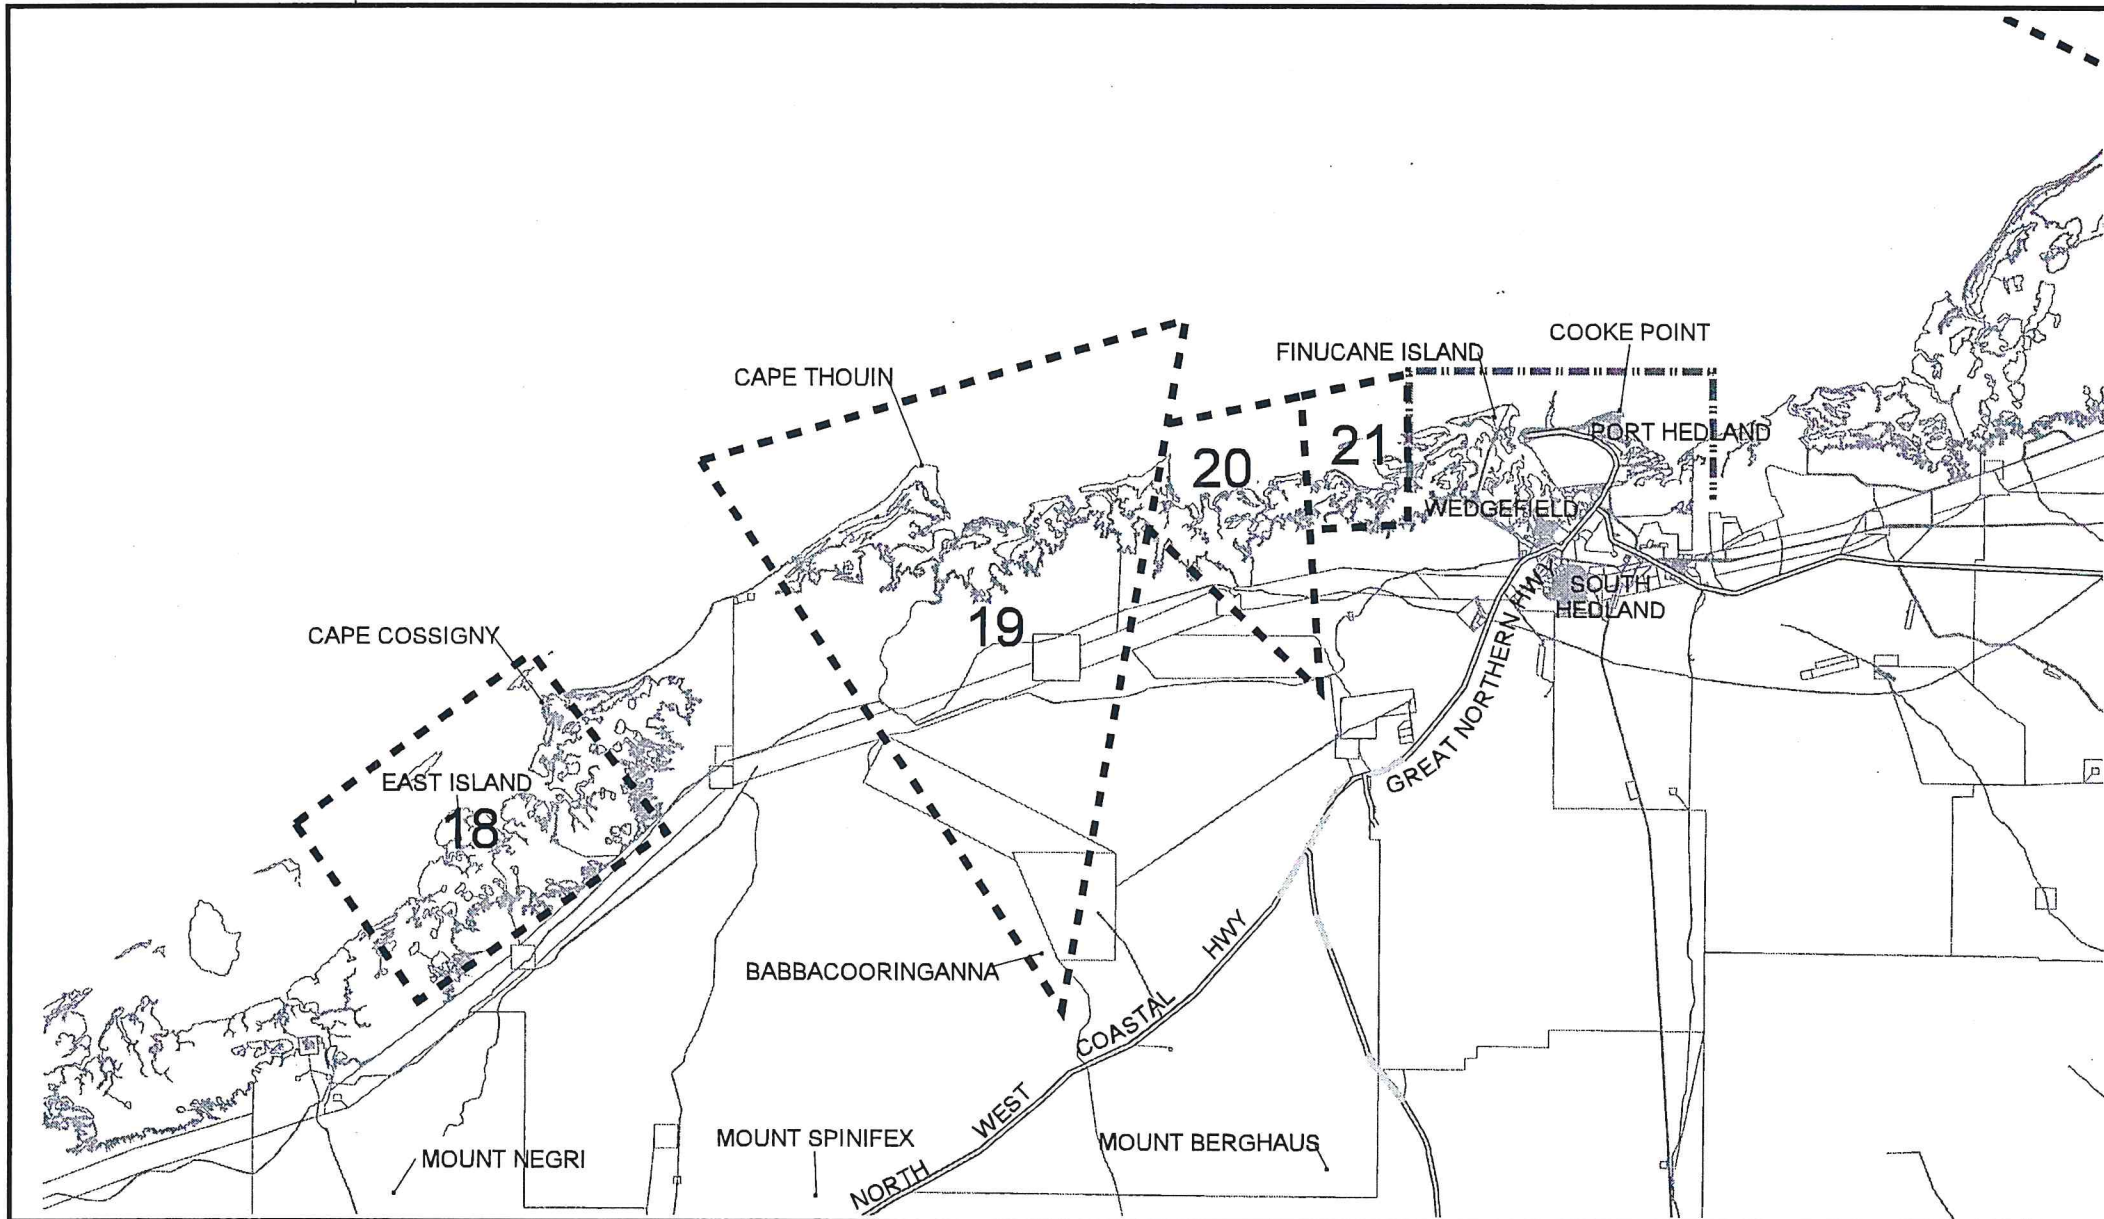 COOKE POINT
FINUCANE ISLAND
CAPE THOUIN
PORT HEDLAND
21
20
WEDGEFIELD
SOUTH
HEDLAND
19
CAPE COSSIGNY
GREAT NORTHERN HWY
EAST ISLAND
18
BABBACOORINGANNA
NORTH WEST COASTAL HWY
MOUNT SPINIFEX
MOUNT BERGHAUS
MOUNT NEGRI